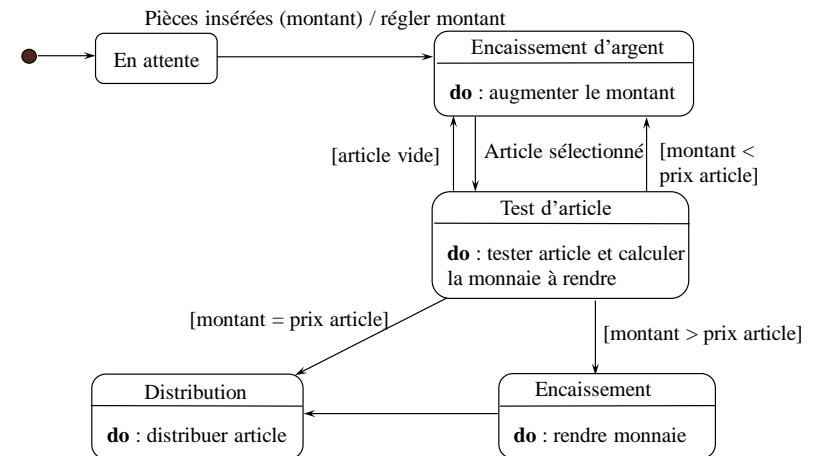 Pièces insérées (montant) / régler montant
En attente
Encaissement d’argent
do : augmenter le montant
[article vide]
Article sélectionné
[montant <
prix article]
Test d’article
do : tester article et calculer
la monnaie à rendre
[montant = prix article]
[montant > prix article]
Distribution
do : distribuer article
Encaissement
do : rendre monnaie